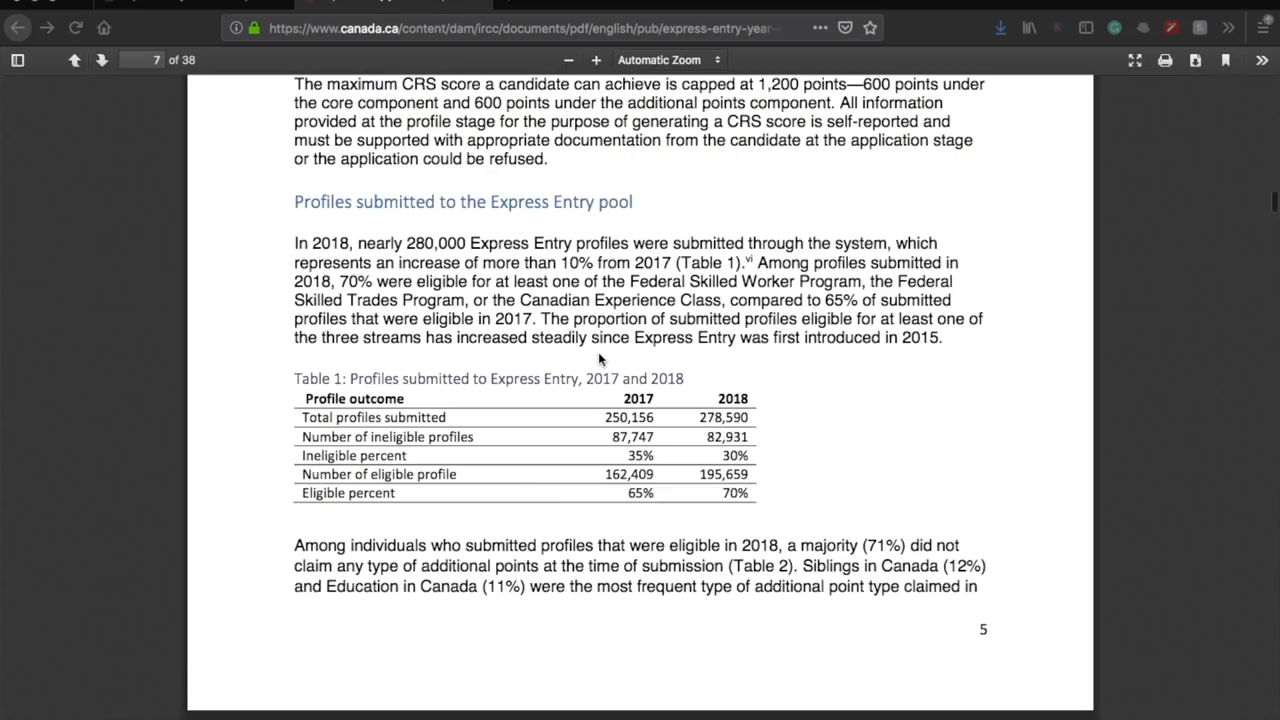 https://www.canada.ca/content/dam/ircc/documents/pdf/english/pub/express-entry-year-
7 of 38
Automatic Zoom
The maximum CRS score a candidate can achieve is capped at 1,200 points—600 points under
the core component and 600 points under the additional points component. All information
provided at the profile stage for the purpose of generating a CRS score is self-reported and
must be supported with appropriate documentation from the candidate at the application stage
or the application could be refused.
Profiles submitted to the Express Entry pool
In 2018, nearly 280,000 Express Entry profiles were submitted through the system, which
represents an increase of more than 10% from 2017 (Table 1).vi Among profiles submitted in
2018, 70% were eligible for at least one of the Federal Skilled Worker Program, the Federal
Skilled Trades Program, or the Canadian Experience Class, compared to 65% of submitted
profiles that were eligible in 2017. The proportion of submitted profiles eligible for at least one of
the three streams has increased steadily since Express Entry was first introduced in 2015.
Table 1: Profiles submitted to Express Entry, 2017 and 2018
Profile outcome 2017 2018
Total profiles submitted 250,156 278,590
Number of ineligible profiles 87,747 82,931
Ineligible percent 35% 30%
Number of eligible profile 162,409 195,659
Eligible percent 65% 70%
Among individuals who submitted profiles that were eligible in 2018, a majority (71%) did not
claim any type of additional points at the time of submission (Table 2). Siblings in Canada (12%)
and Education in Canada (11%) were the most frequent type of additional point type claimed in
5